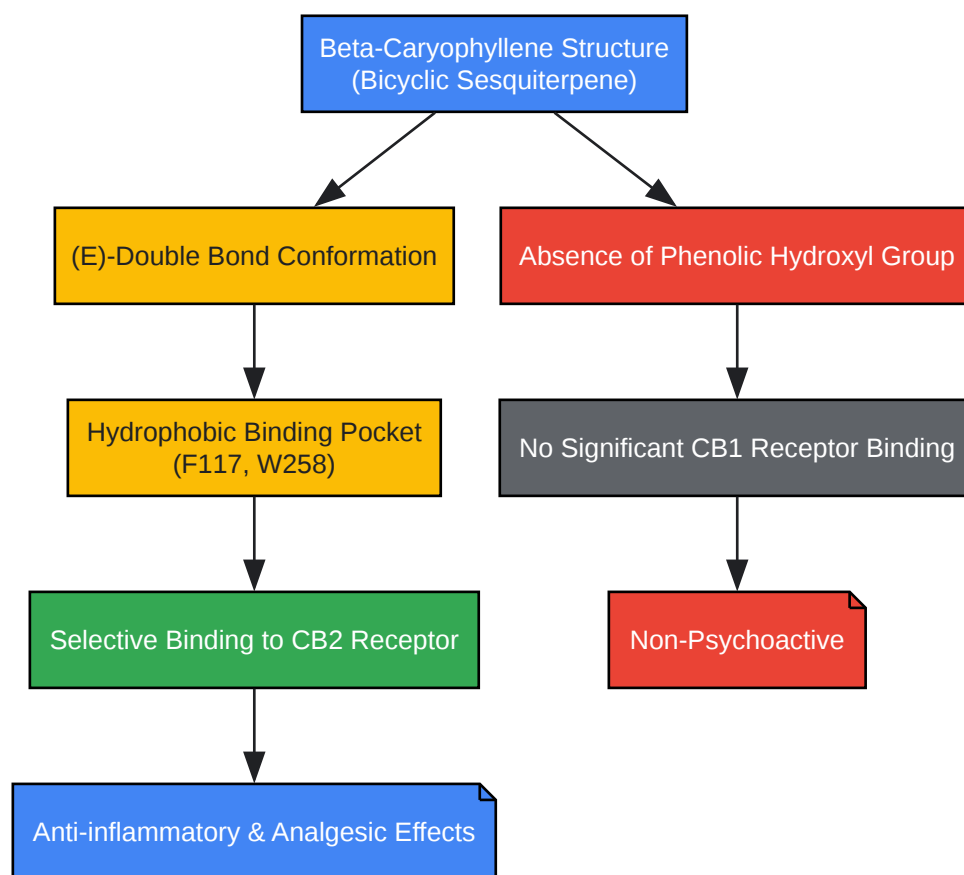 Beta-Caryophyllene Structure
(Bicyclic Sesquiterpene)
(E)-Double Bond Conformation
Absence of Phenolic Hydroxyl Group
Hydrophobic Binding Pocket
(F117, W258)
No Significant CB1 Receptor Binding
Selective Binding to CB2 Receptor
Non-Psychoactive
Anti-inflammatory & Analgesic Effects